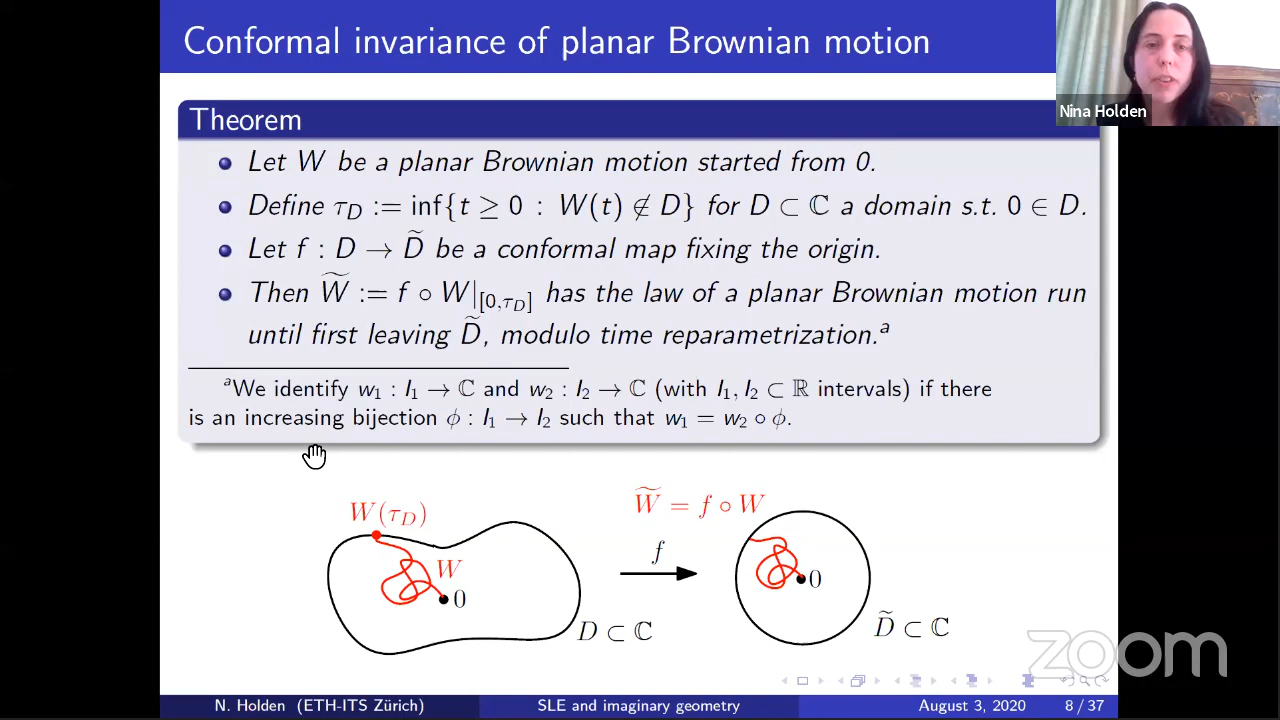 Conformal invariance of planar Brownian motion
Nina Holden
Theorem
Let W be a planar Brownian motion started from 0.
Define τ_D := inf{t ≥ 0 : W(t) ⊄ D} for D ⊂ ℂ a domain s.t. 0 ∈ D.
Let f : D → D̃ be a conformal map fixing the origin.
Then W̃ := f ∘ W|_[0,τ_D] has the law of a planar Brownian motion run
until first leaving D̃, modulo time reparametrization.ᵃ
ᵃWe identify w₁ : I₁ → ℂ and w₂ : I₂ → ℂ (with I₁, I₂ ⊂ ℝ intervals) if there
is an increasing bijection ϕ : I₁ → I₂ such that w₁ = w₂ ∘ ϕ.
W(τ_D)
W̃ = f ∘ W
f
W
0
0
D ⊂ ℂ
D̃ ⊂ ℂ
zoom
N. Holden (ETH-ITS Zürich)
SLE and imaginary geometry
August 3, 2020
8 / 37